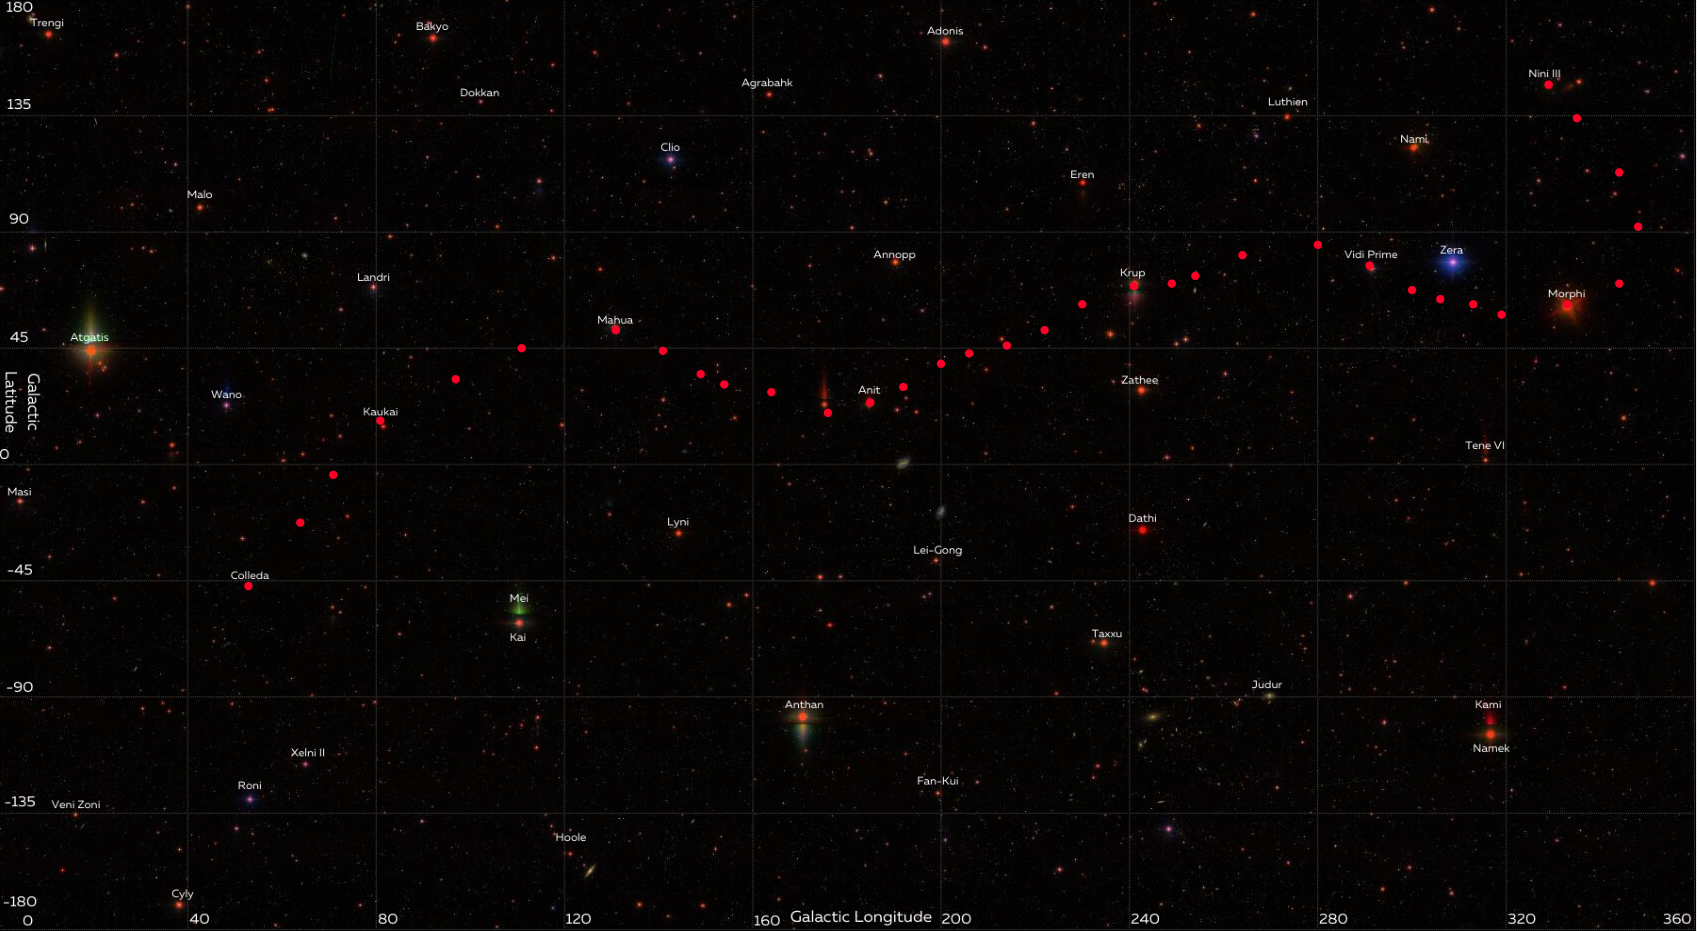 180
Trengi
Bakyo
Adonis
Nini III
Agrabahk
Dokkan
Luthien
135
Nami
Clio
Eren
Malo
90
Zera
Vidi Prime
Annopp
Krup
Landri
Morphi
Mahua
45
Atgatis
Zathee
Galactic
Latitude
Anit
Wano
Kaukai
Tene VI
0
Masi
Dathi
Lyni
Lei-Gong
Colleda
-45
Mei
Kai
Taxxu
Judur
-90
Anthan
Kami
Namek
Xelni II
Fan-Kui
Roni
-135
Veni Zoni
Hoole
Cyly
-180
0 40 80 120 160 Galactic Longitude 200 240 280 320 360